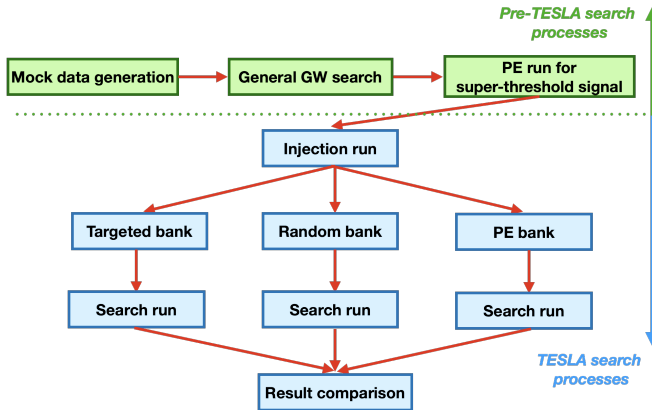 Pre-TESLA search
processes
Mock data generation
General GW search
PE run for
super-threshold signal
Injection run
Targeted bank
Random bank
PE bank
Search run
Search run
Search run
TESLA search
processes
Result comparison